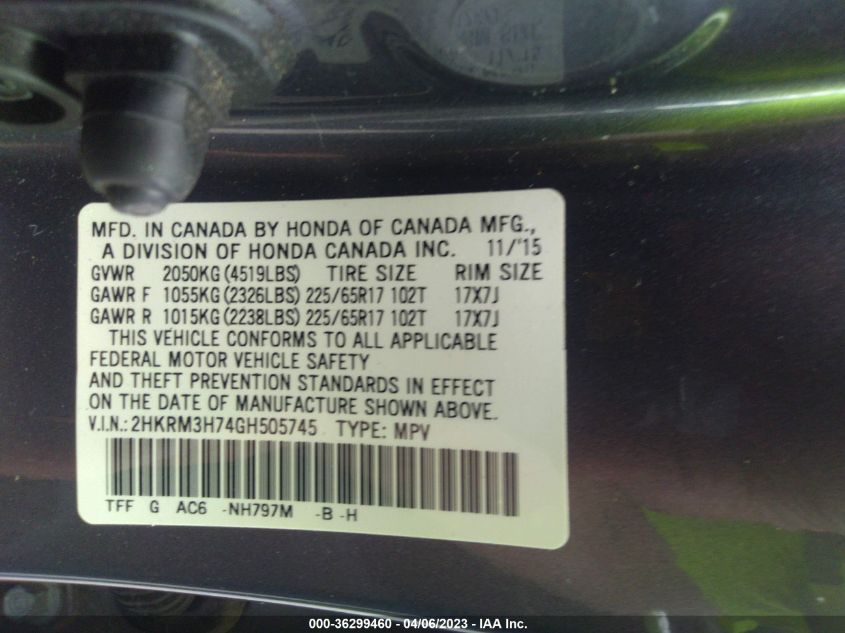 MFD. IN CANADA BY HONDA OF CANADA MFG.,
A DIVISION OF HONDA CANADA INC. 11/'15
GVWR 2050KG (4519LBS) TIRE SIZE RIM SIZE
GAWR F 1055KG (2326LBS) 225/65R17 102T 17X7J
GAWR R 1015KG (2238LBS) 225/65R17 102T 17X7J
THIS VEHICLE CONFORMS TO ALL APPLICABLE
FEDERAL MOTOR VEHICLE SAFETY
AND THEFT PREVENTION STANDARDS IN EFFECT
ON THE DATE OF MANUFACTURE SHOWN ABOVE.
V.I.N.: 2HKRM3H74GH505745 TYPE: MPV
TFF G AC6 -NH797M -B -H
000-36299460 - 04/06/2023 - IAA Inc.